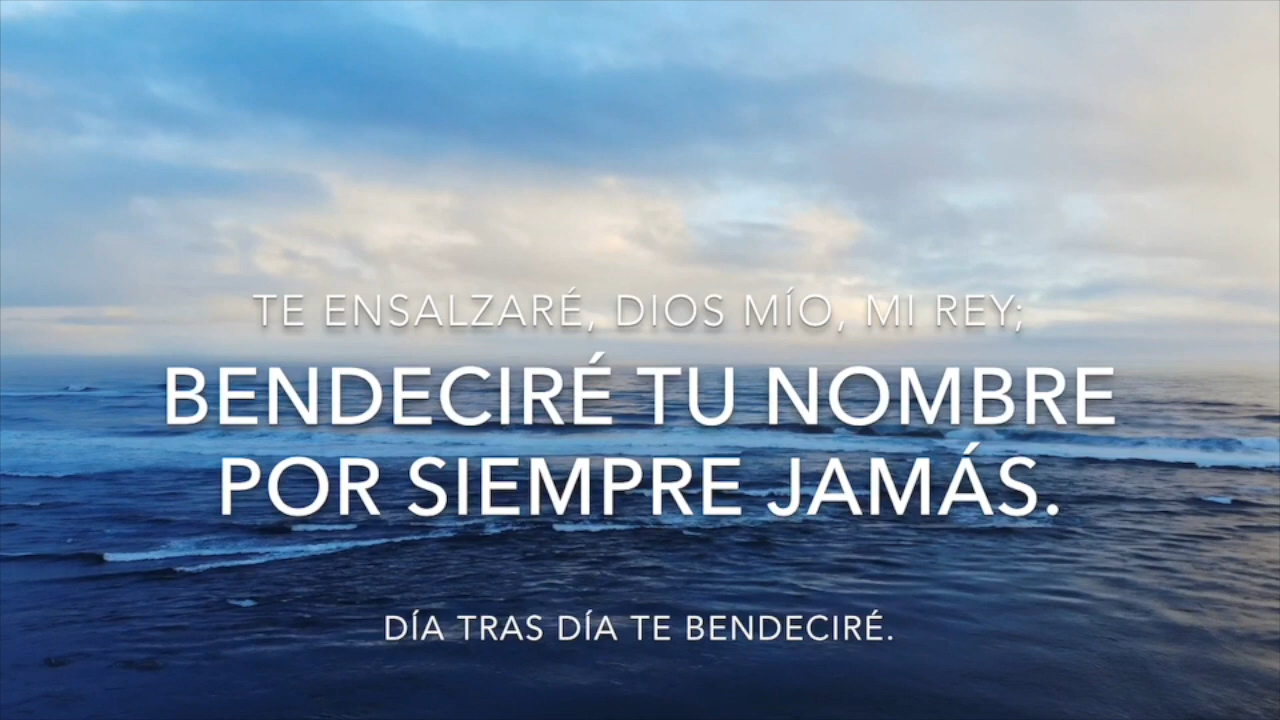 TE ENSALZARÉ, DIOS MÍO, MI REY;
BENDECIRÉ TU NOMBRE
POR SIEMPRE JAMÁS.
DÍA TRAS DÍA TE BENDECIRÉ.